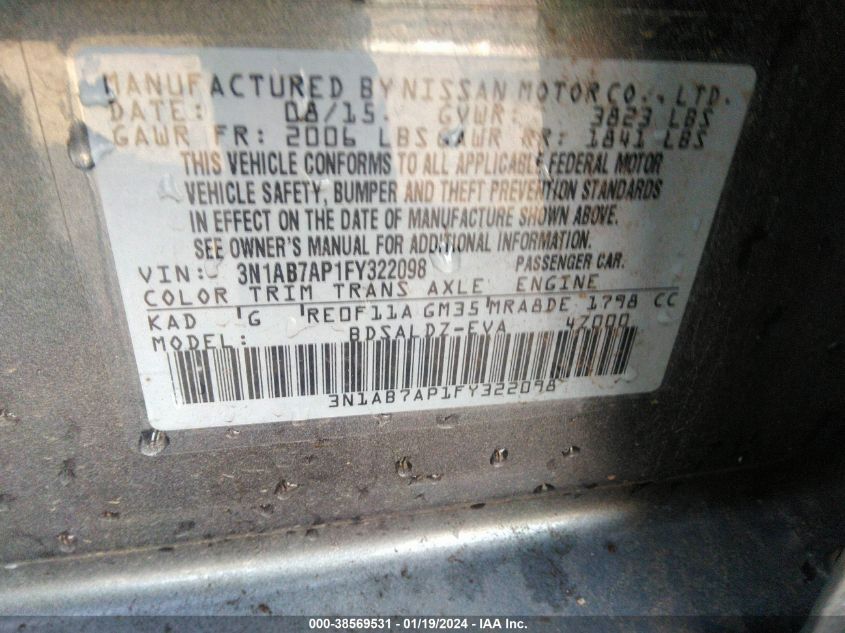 MANUFACTURED BY NISSAN MOTOR CO., LTD.
DATE: 08/15 GVWR: 3823 LBS
GAWR FR: 2006 LBS GAWR RR: 1841 LBS
THIS VEHICLE CONFORMS TO ALL APPLICABLE FEDERAL MOTOR
VEHICLE SAFETY, BUMPER AND THEFT PREVENTION STANDARDS
IN EFFECT ON THE DATE OF MANUFACTURE SHOWN ABOVE.
SEE OWNER'S MANUAL FOR ADDITIONAL INFORMATION.
VIN: 3N1AB7AP1FY322098 PASSENGER CAR.
COLOR TRIM TRANS AXLE ENGINE
KAD G RE0F11A GM35 MRA8DE 1798 CC
MODEL: BDSALDZ-EVA 4Z000
3N1AB7AP1FY322098
000-38569531 - 01/19/2024 - IAA Inc.